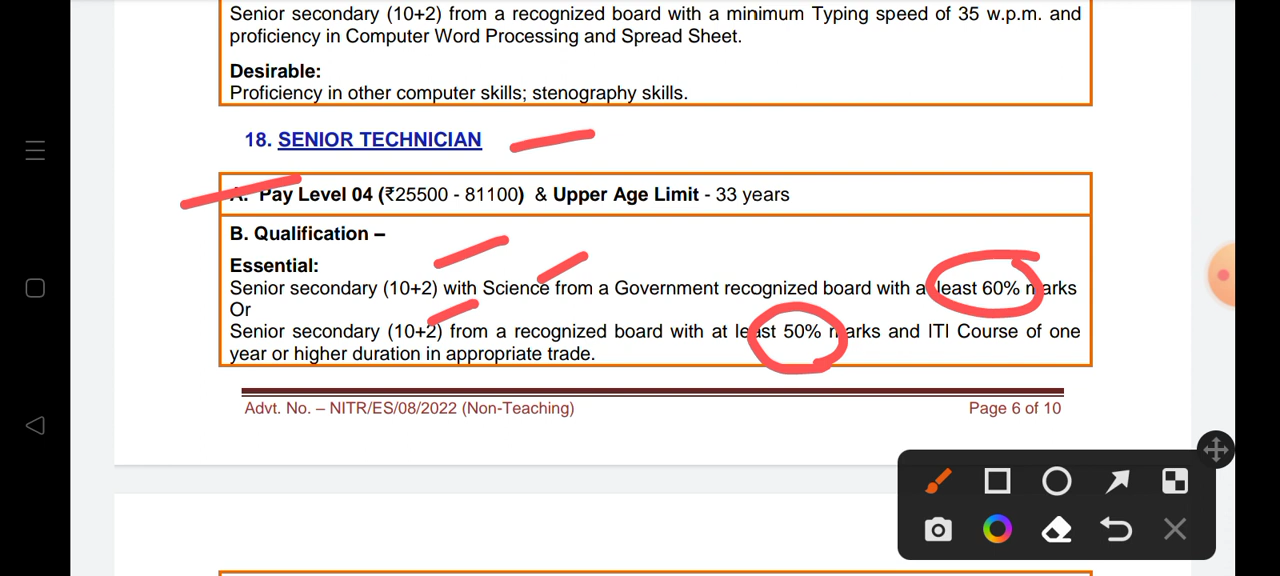 Senior secondary (10+2) from a recognized board with a minimum Typing speed of 35 w.p.m. and
proficiency in Computer Word Processing and Spread Sheet.
Desirable:
Proficiency in other computer skills; stenography skills.
18. SENIOR TECHNICIAN
A. Pay Level 04 (₹25500 - 81100) & Upper Age Limit - 33 years
B. Qualification –
Essential:
Senior secondary (10+2) with Science from a Government recognized board with at least 60% marks
Or
Senior secondary (10+2) from a recognized board with at least 50% marks and ITI Course of one
year or higher duration in appropriate trade.
Advt. No. – NITR/ES/08/2022 (Non-Teaching) Page 6 of 10